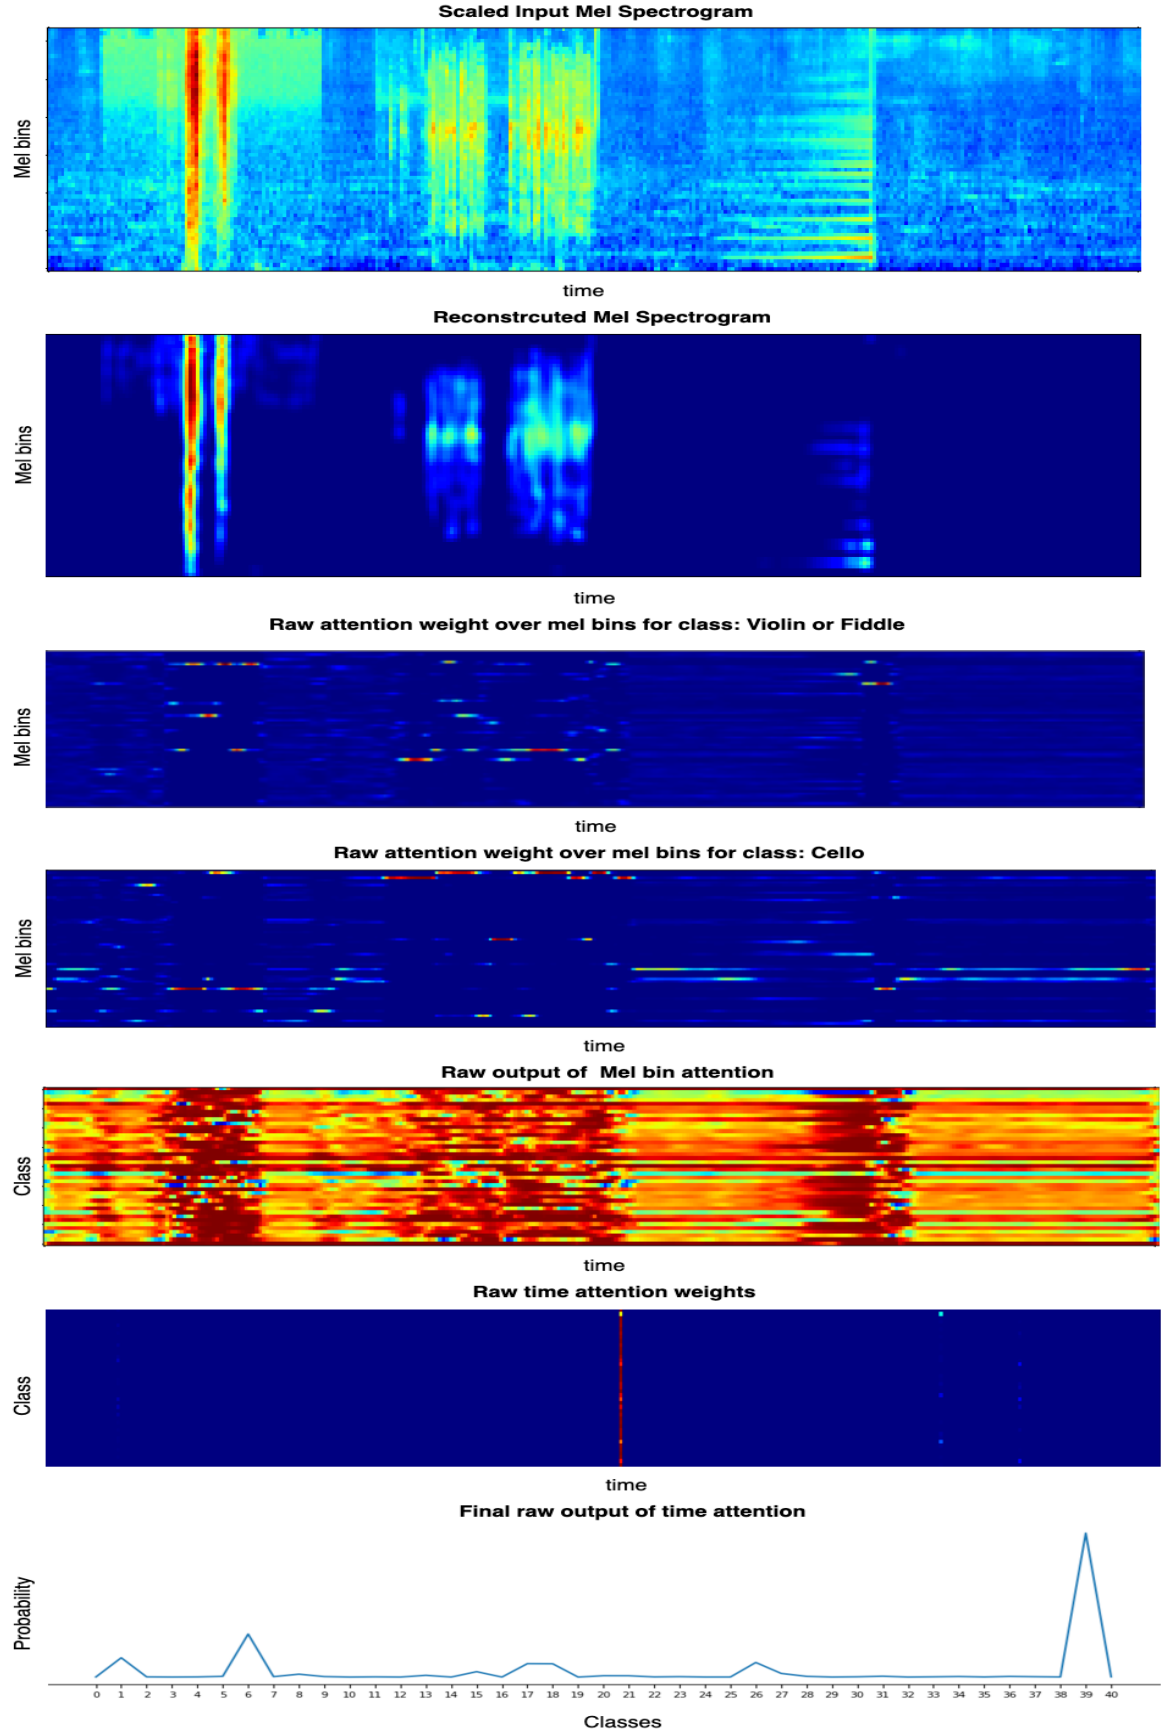 Scaled Input Mel Spectrogram
Mel bins
time
Reconstrcuted Mel Spectrogram
Mel bins
time
Raw attention weight over mel bins for class: Violin or Fiddle
Mel bins
time
Raw attention weight over mel bins for class: Cello
Mel bins
time
Raw output of Mel bin attention
Class
time
Raw time attention weights
Class
time
Final raw output of time attention
Probability
0 1 2 3 4 5 6 7 8 9 10 11 12 13 14 15 16 17 18 19 20 21 22 23 24 25 26 27 28 29 30 31 32 33 34 35 36 37 38 39 40
Classes